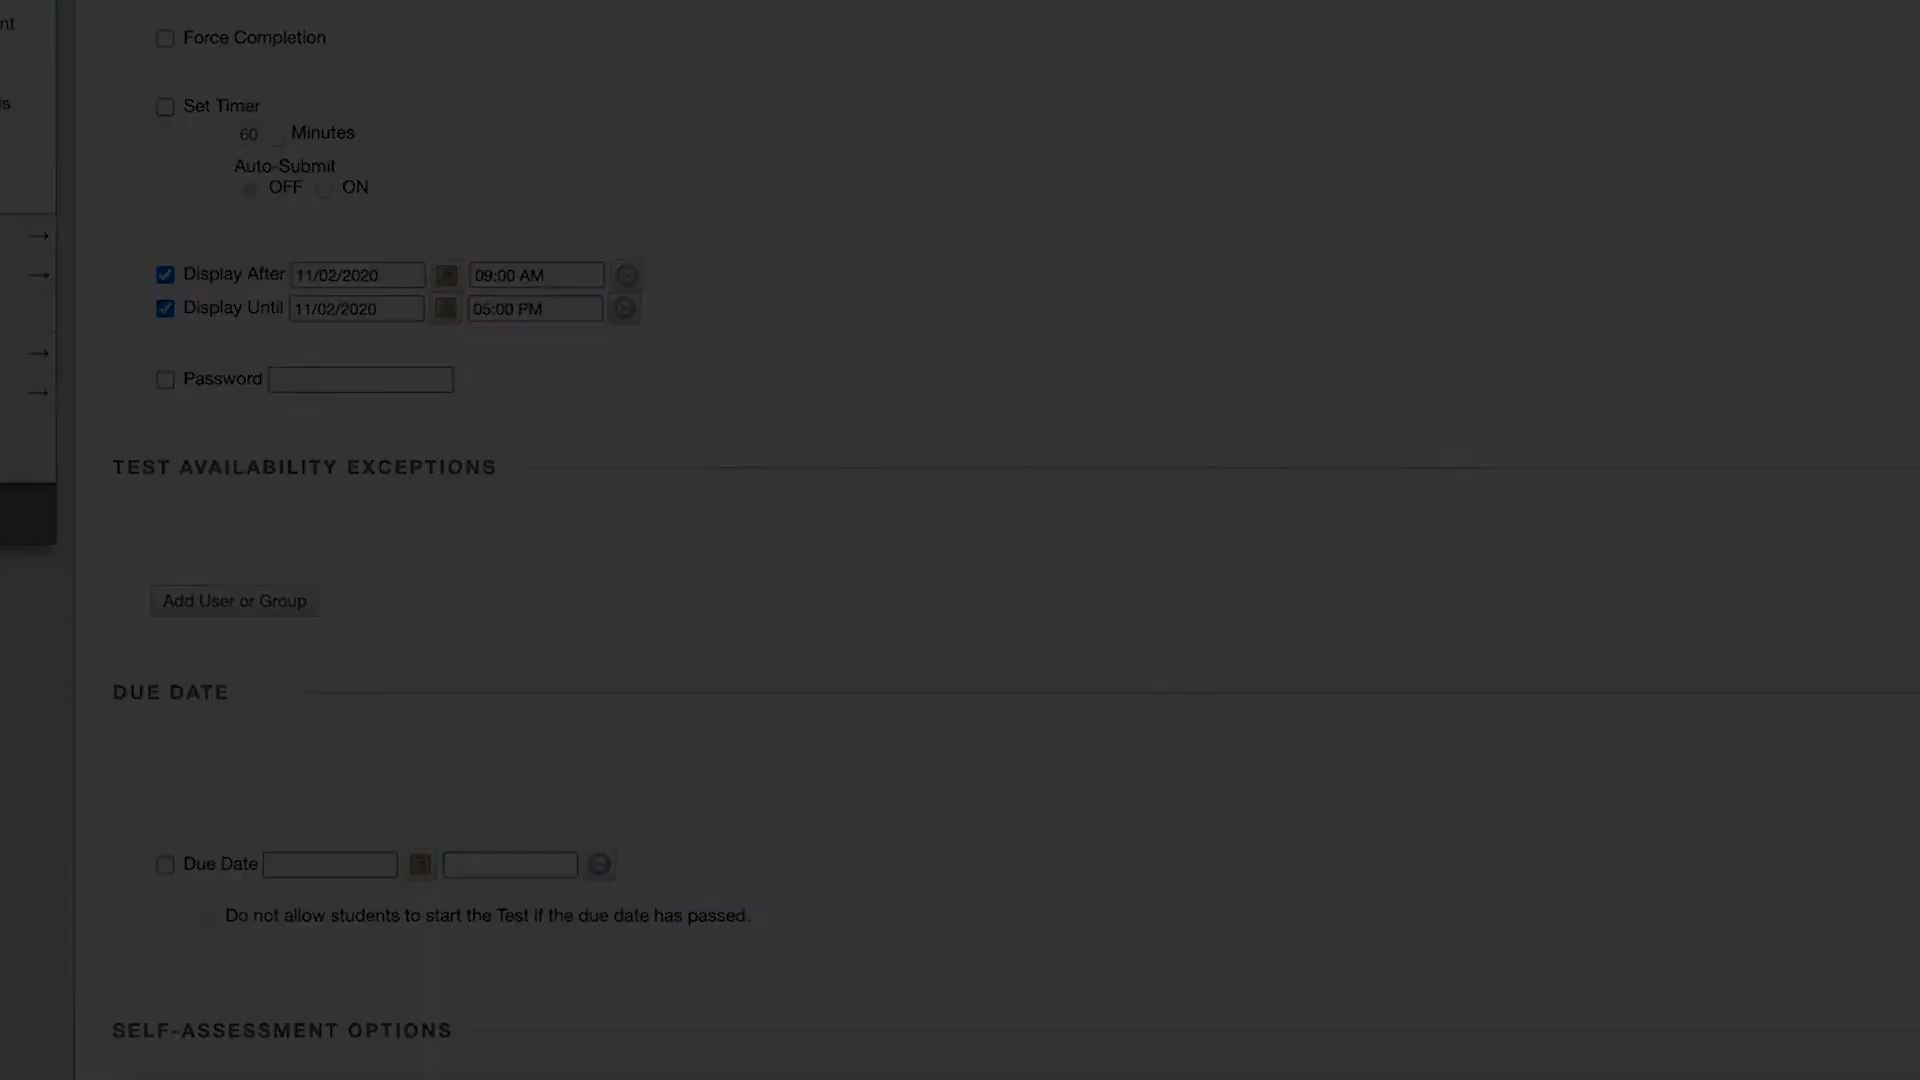 nt
Force Completion
is
Set Timer
60 Minutes
Auto-Submit
OFF ON
→
Display After 11/02/2020 09:00 AM
→
Display Until 11/02/2020 05:00 PM
→
Password
→
TEST AVAILABILITY EXCEPTIONS
Add User or Group
DUE DATE
Due Date
Do not allow students to start the Test if the due date has passed.
SELF-ASSESSMENT OPTIONS